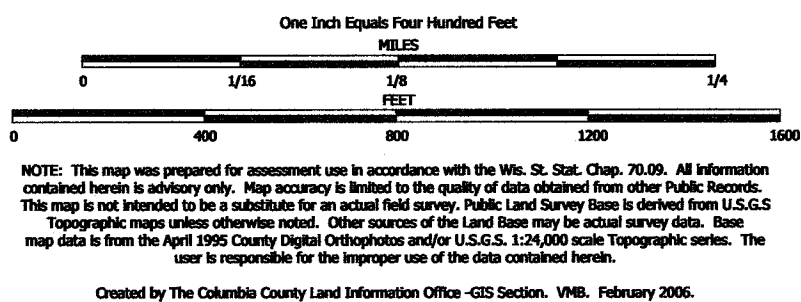 One Inch Equals Four Hundred Feet
MILES
0 1/16 1/8 1/4
FEET
0 400 800 1200 1600
NOTE: This map was prepared for assessment use in accordance with the Wis. St. Stat. Chap. 70.09. All information
contained herein is advisory only. Map accuracy is limited to the quality of data obtained from other Public Records.
This map is not intended to be a substitute for an actual field survey. Public Land Survey Base is derived from U.S.G.S
Topographic maps unless otherwise noted. Other sources of the Land Base may be actual survey data. Base
map data is from the April 1995 County Digital Orthophotos and/or U.S.G.S. 1:24,000 scale Topographic series. The
user is responsible for the improper use of the data contained herein.
Created by The Columbia County Land Information Office -GIS Section. VMB. February 2006.